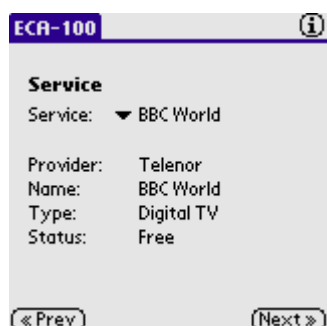 ECA-100 i
Service
Service: BBC World
Provider: Telenor
Name: BBC World
Type: Digital TV
Status: Free
« Prev Next »